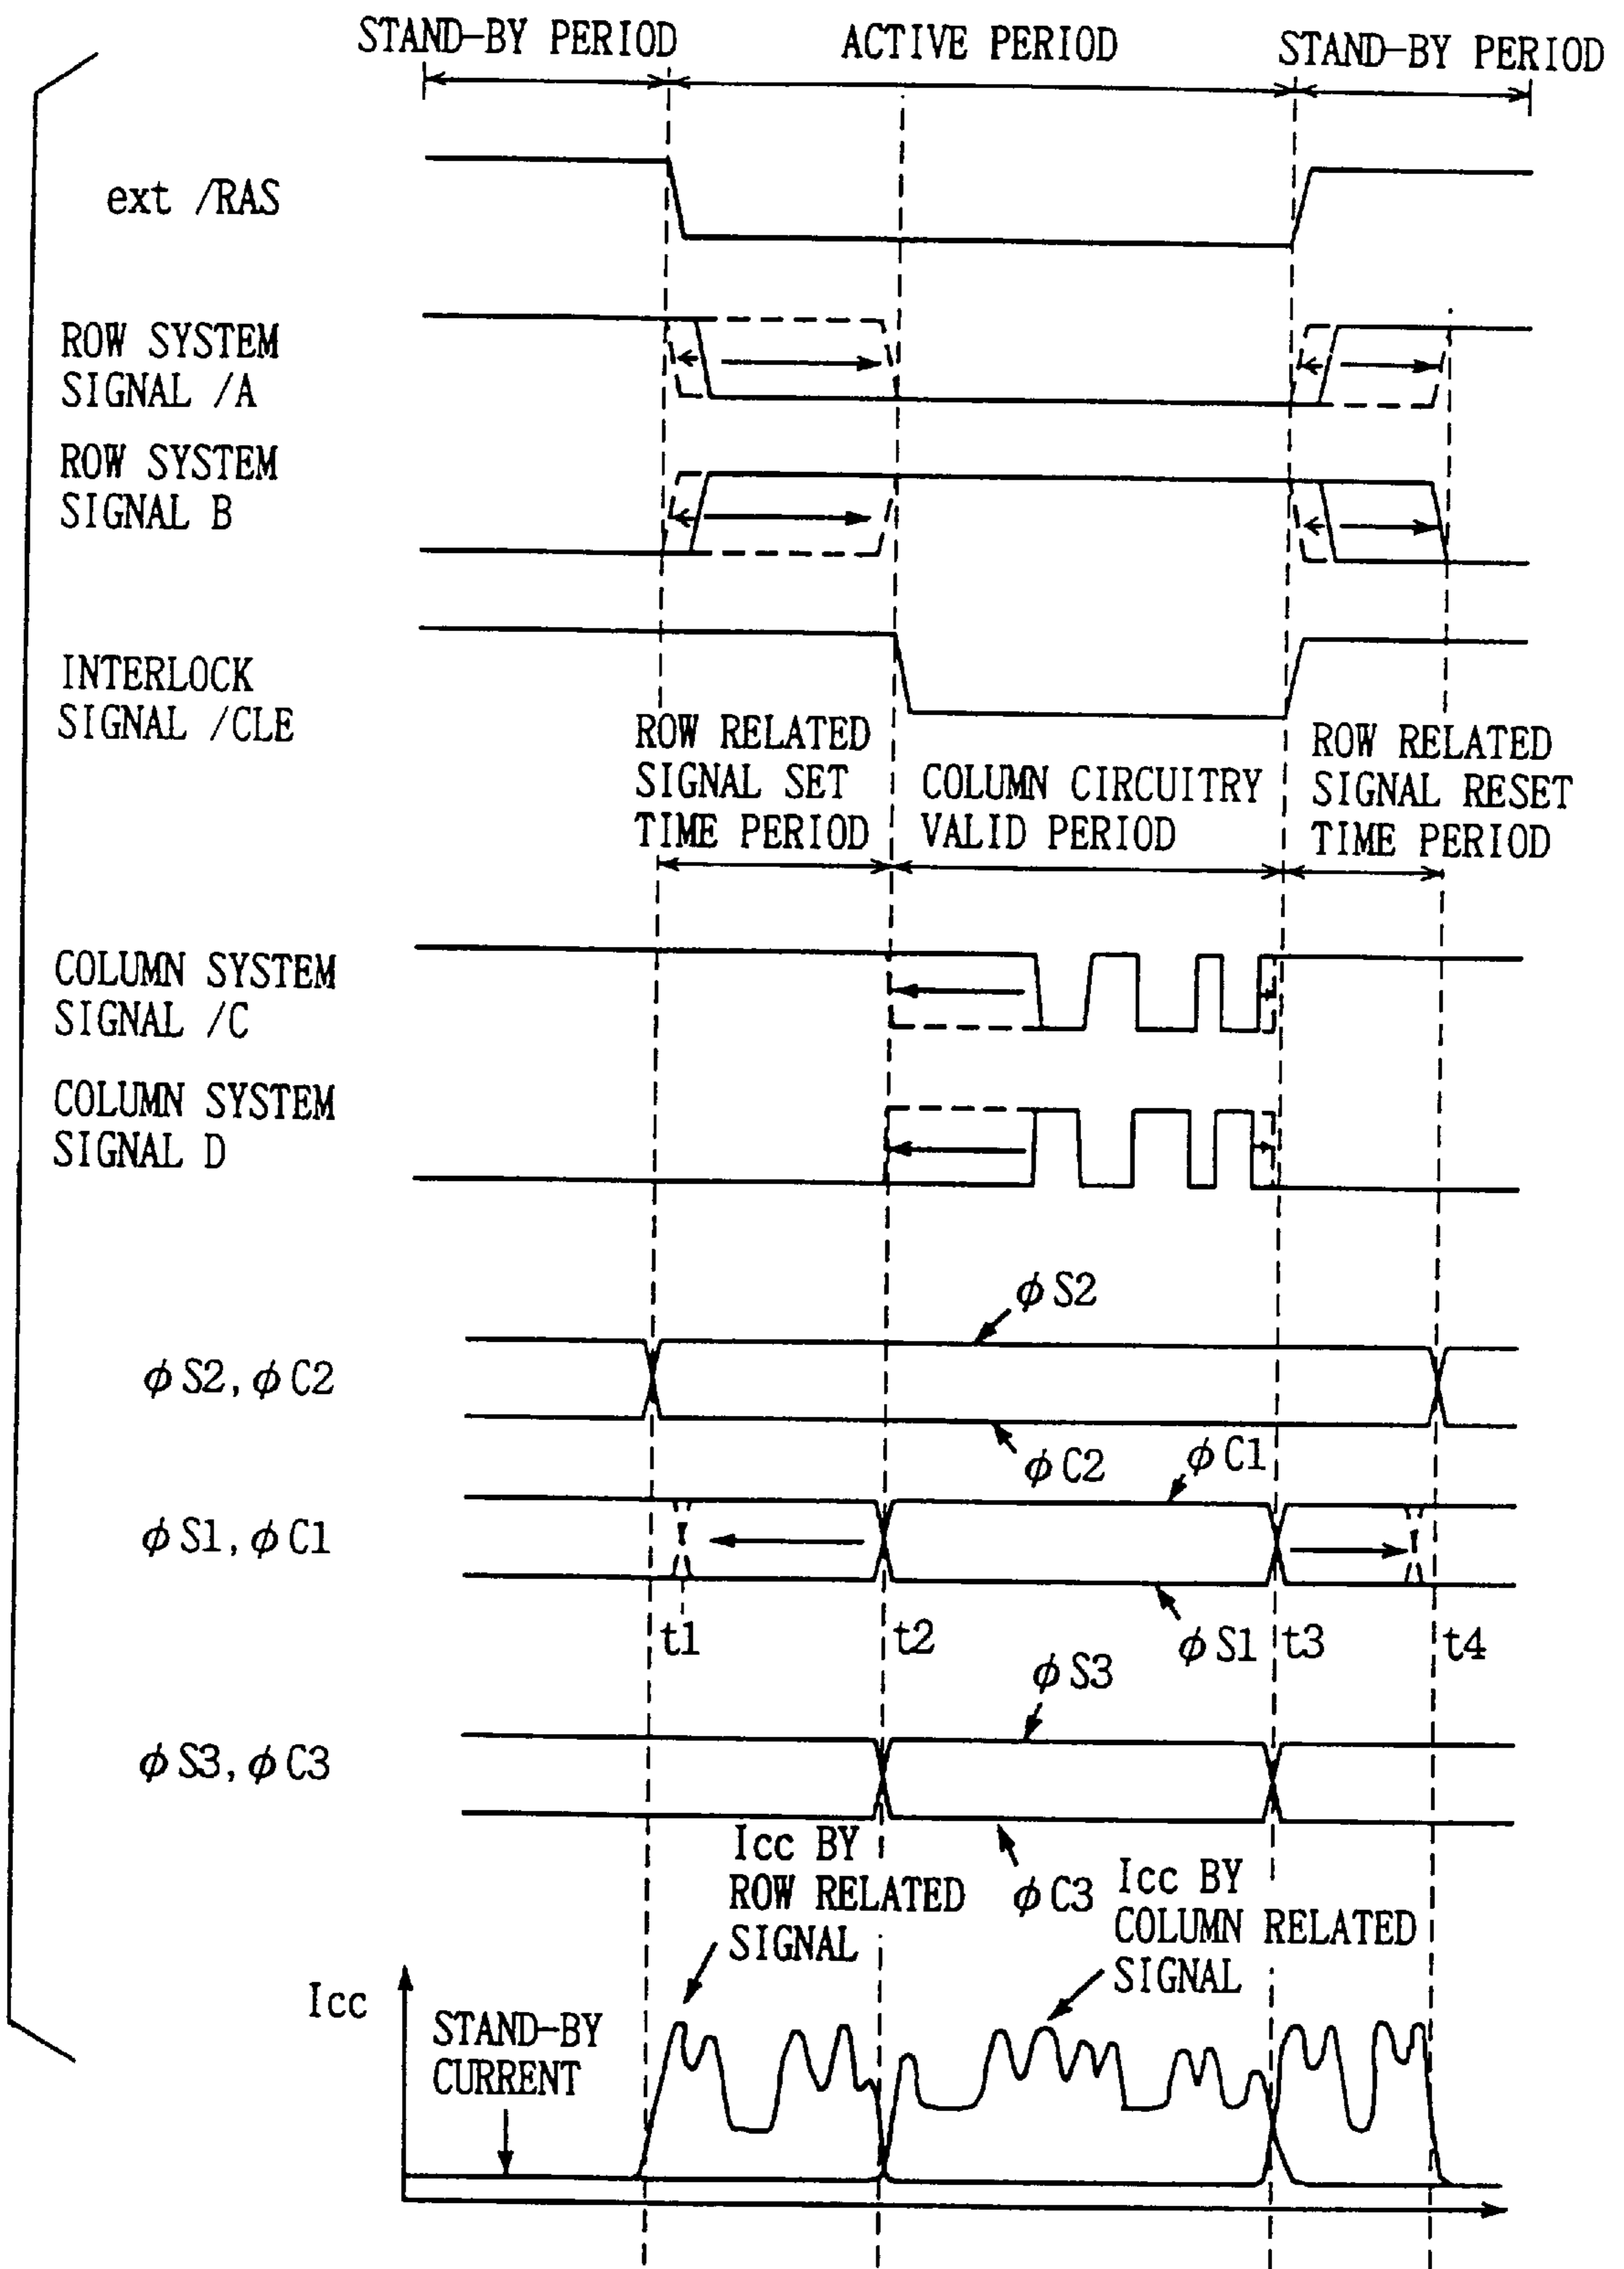 STAND-BY PERIOD
ACTIVE PERIOD
STAND-BY PERIOD
ext /RAS
ROW SYSTEM
SIGNAL /A
ROW SYSTEM
SIGNAL B
INTERLOCK
SIGNAL /CLE
ROW RELATED
SIGNAL SET
TIME PERIOD
COLUMN CIRCUITRY
VALID PERIOD
ROW RELATED
SIGNAL RESET
TIME PERIOD
COLUMN SYSTEM
SIGNAL /C
COLUMN SYSTEM
SIGNAL D
ϕS2
ϕS2, ϕC2
ϕC2
ϕC1
ϕS1, ϕC1
t1
t2
ϕS1
t3
t4
ϕS3
ϕS3, ϕC3
ϕC3
Icc BY
ROW RELATED
SIGNAL
Icc BY
COLUMN RELATED
SIGNAL
Icc
STAND-BY
CURRENT